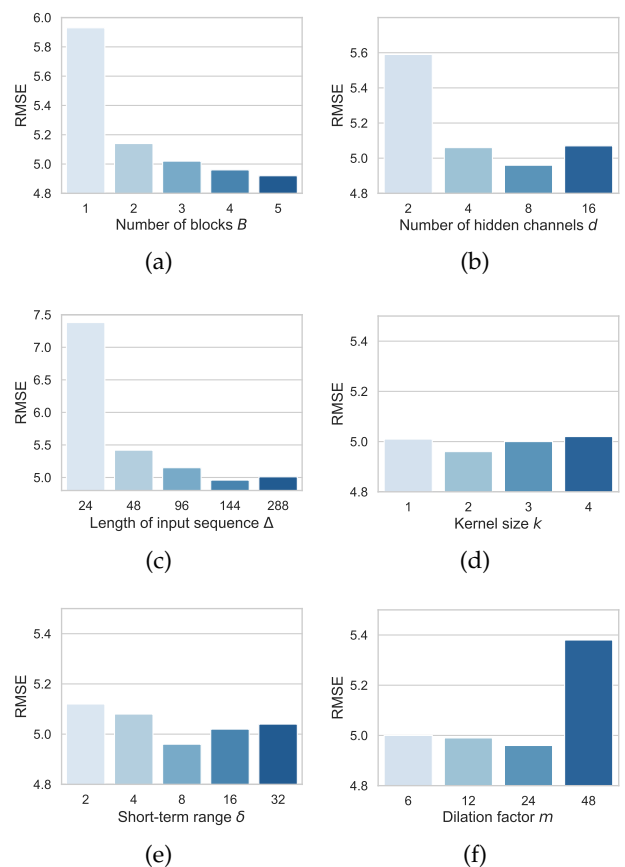 6.0
5.8
5.6
5.4
5.2
5.0
4.8
RMSE
1 2 3 4 5
Number of blocks B
(a)
5.6
5.4
5.2
5.0
4.8
RMSE
2 4 8 16
Number of hidden channels d
(b)
7.5
7.0
6.5
6.0
5.5
5.0
RMSE
24 48 96 144 288
Length of input sequence Δ
(c)
5.4
5.2
5.0
4.8
RMSE
1 2 3 4
Kernel size k
(d)
5.4
5.2
5.0
4.8
RMSE
2 4 8 16 32
Short-term range δ
(e)
5.4
5.2
5.0
4.8
RMSE
6 12 24 48
Dilation factor m
(f)